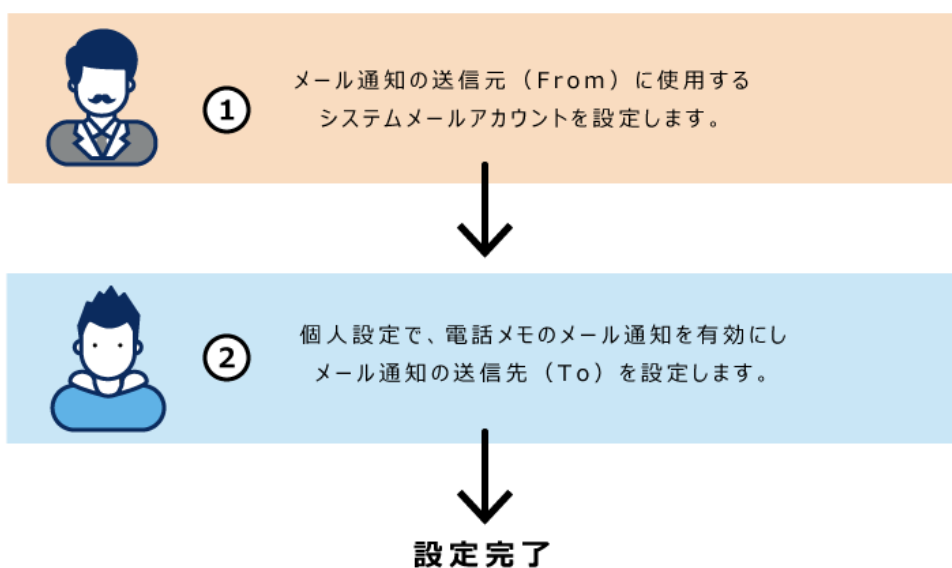 ①
メール通知の送信元（From）に使用する
システムメールアカウントを設定します。
②
個人設定で、電話メモのメール通知を有効にし
メール通知の送信先（To）を設定します。
設定完了